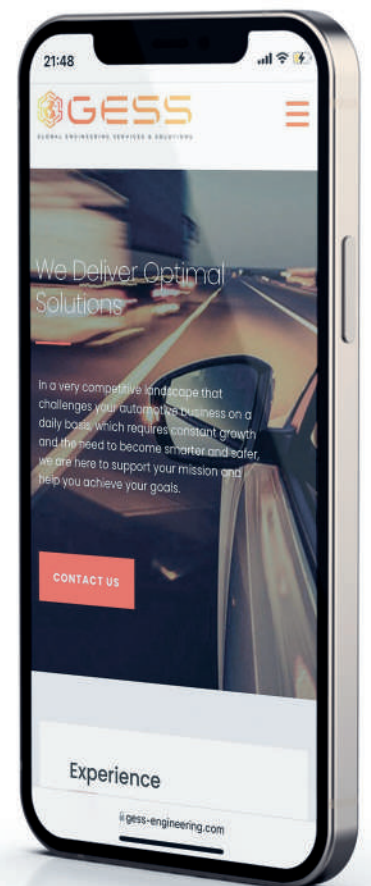 21:48
GESS
GLOBAL ENGINEERING SERVICES & SOLUTIONS
We Deliver Optimal
Solutions
In a very competitive landscape that
challenges your automotive business on a
daily basis, which requires constant growth
and the need to become smarter and safer,
we are here to support your mission and
help you achieve your goals.
CONTACT US
Experience
gess-engineering.com